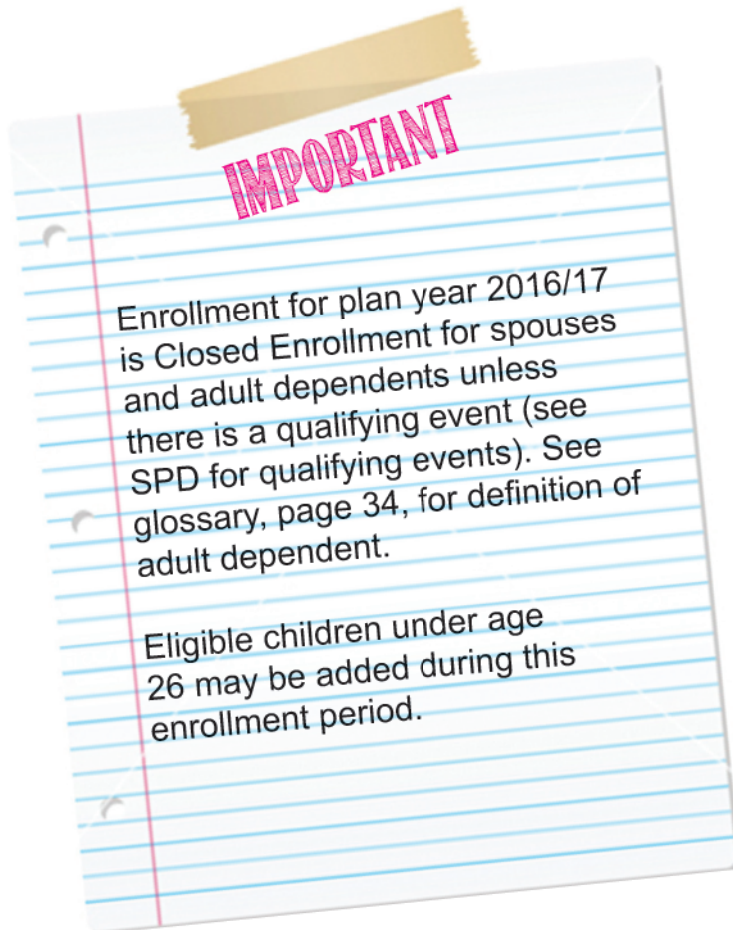 IMPORTANT
Enrollment for plan year 2016/17
is Closed Enrollment for spouses
and adult dependents unless
there is a qualifying event (see
SPD for qualifying events). See
glossary, page 34, for definition of
adult dependent.
Eligible children under age
26 may be added during this
enrollment period.